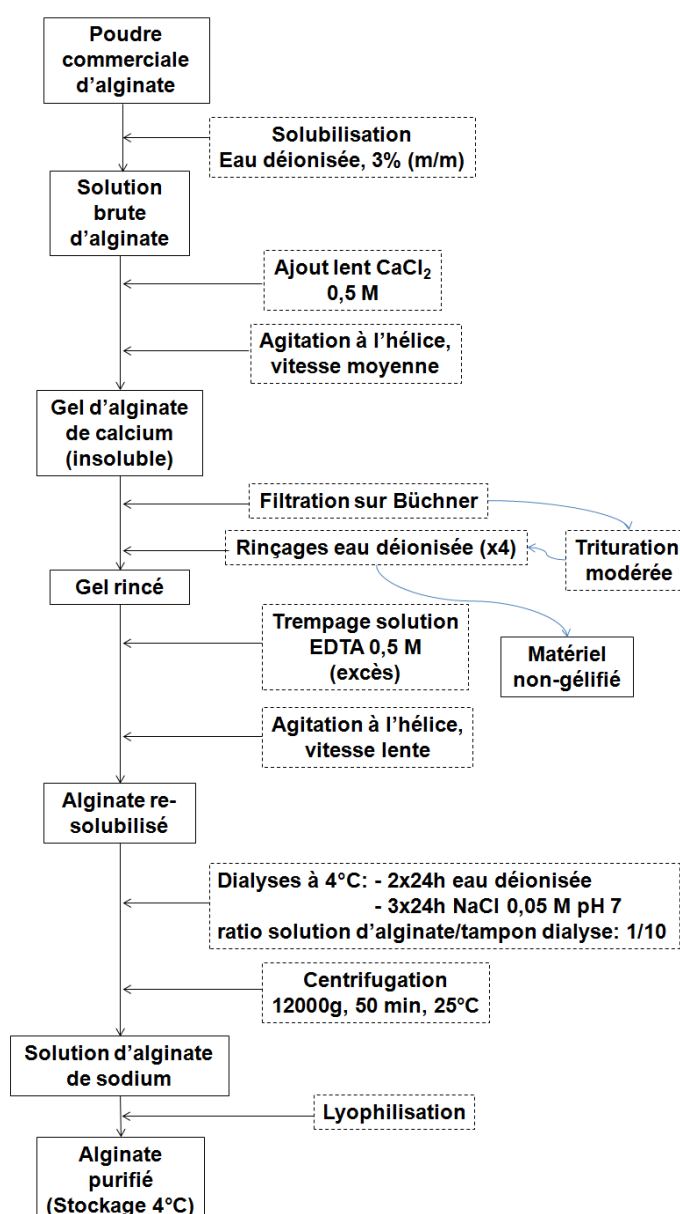 Poudre
commerciale
d'alginate
Solubilisation
Eau déionisée, 3% (m/m)
Solution
brute
d'alginate
Ajout lent CaCl₂
0,5 M
Agitation à l'hélice,
vitesse moyenne
Gel d'alginate
de calcium
(insoluble)
Filtration sur Büchner
Rinçages eau déionisée (x4)
Trituration
modérée
Gel rincé
Trempage solution
EDTA 0,5 M
(excès)
Matériel
non-gélifié
Agitation à l'hélice,
vitesse lente
Alginate re-
solubilisé
Dialyses à 4°C: - 2x24h eau déionisée
- 3x24h NaCl 0,05 M pH 7
ratio solution d'alginate/tampon dialyse: 1/10
Centrifugation
12000g, 50 min, 25°C
Solution d'alginate
de sodium
Lyophilisation
Alginate
purifié
(Stockage 4°C)